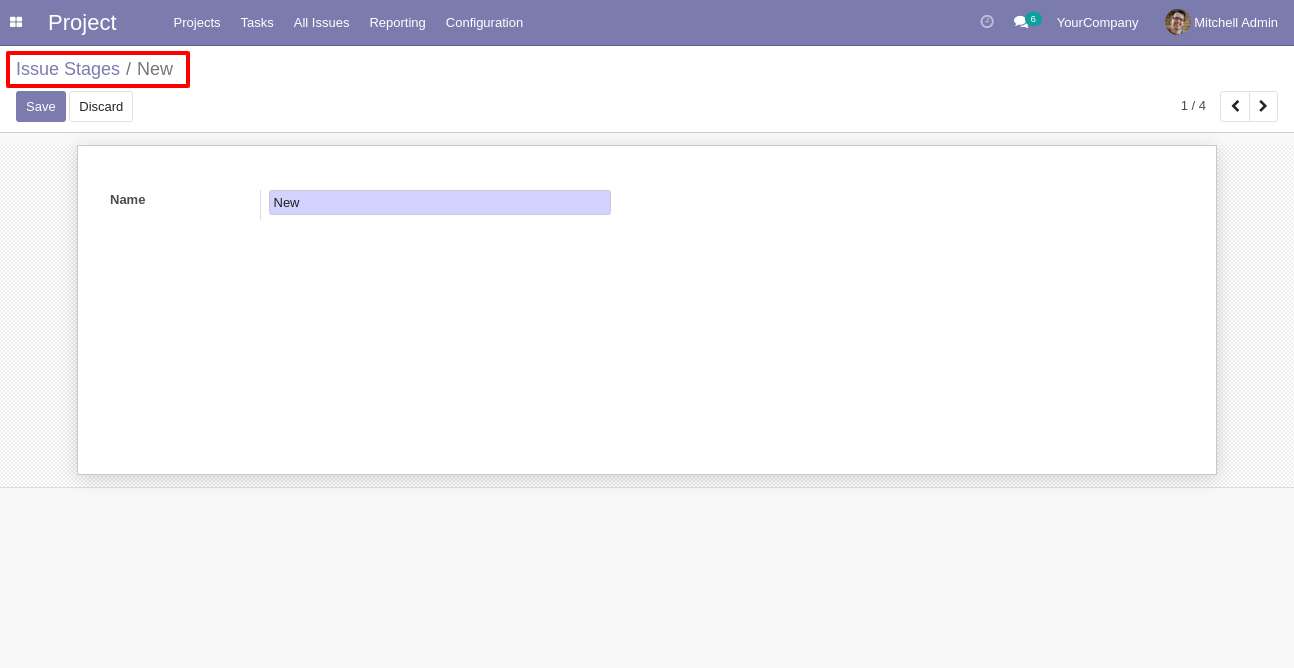 Project Projects Tasks All Issues Reporting Configuration 6 YourCompany Mitchell Admin
Issue Stages / New
Save Discard 1 / 4
Name New